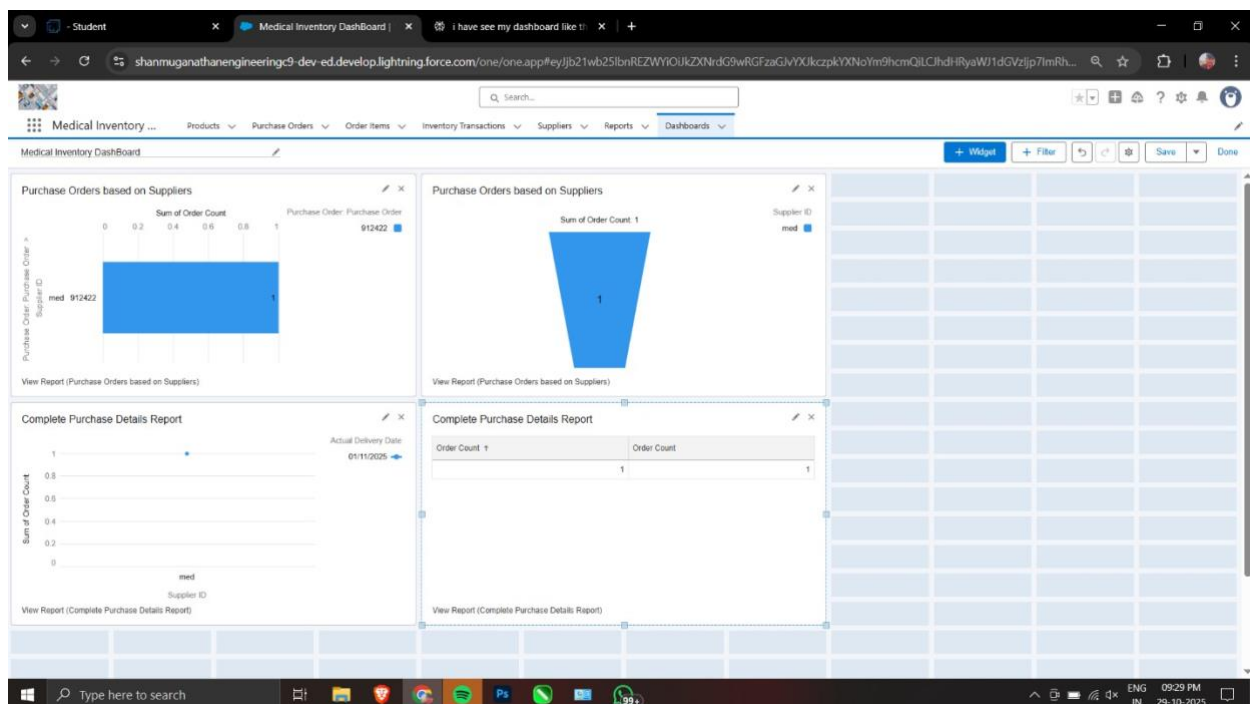 - Student
Medical Inventory DashBoard |
i have see my dashboard like th
shanmuganathanengineeringc9-dev-ed.develop.lightning.force.com
Search...
Medical Inventory ...
Products
Purchase Orders
Order Items
Inventory Transactions
Suppliers
Reports
Dashboards
Medical Inventory DashBoard
+ Widget
+ Filter
Save
Done
Purchase Orders based on Suppliers
Sum of Order Count
Purchase Order: Purchase Order
0 0.2 0.4 0.6 0.8 1
912422
Purchase Order: Purchase Order >
Supplier ID
med 912422
1
View Report (Purchase Orders based on Suppliers)
Purchase Orders based on Suppliers
Sum of Order Count 1
Supplier ID
med
1
View Report (Purchase Orders based on Suppliers)
Complete Purchase Details Report
Actual Delivery Date
01/11/2025
Sum of Order Count
1
0.8
0.6
0.4
0.2
0
med
Supplier ID
View Report (Complete Purchase Details Report)
Complete Purchase Details Report
Order Count ↑ Order Count
1 1
View Report (Complete Purchase Details Report)
Type here to search
Ps
99+
ENG
IN
09:29 PM
29-10-2025